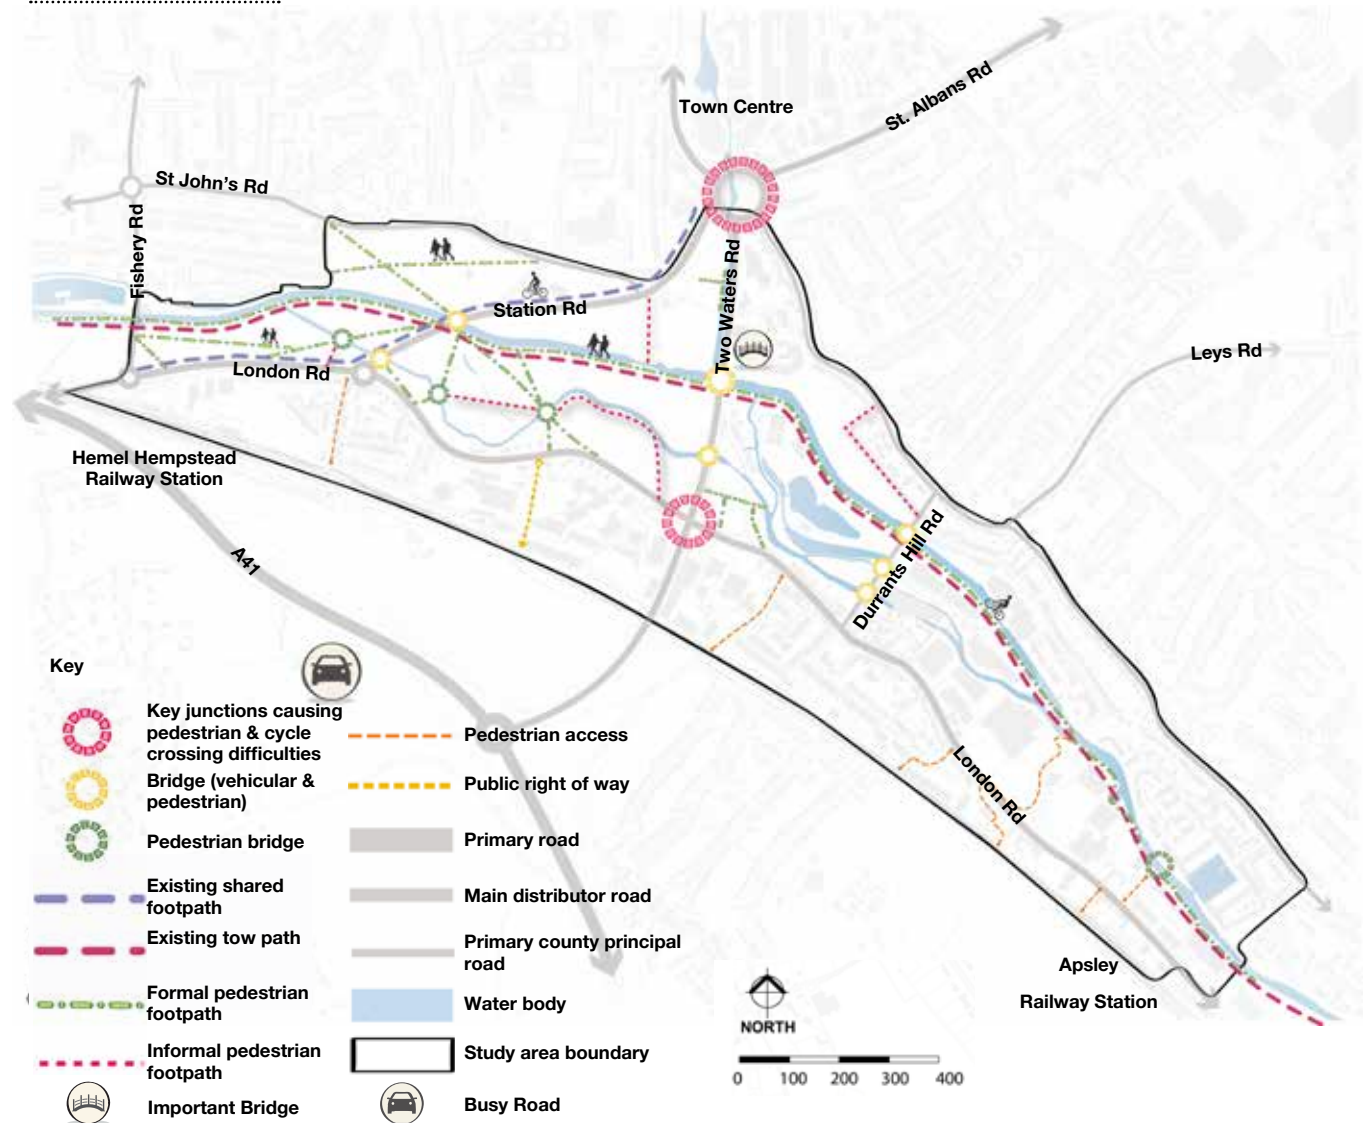 Town Centre
St. Albans Rd
St John's Rd
Fishery Rd
Two Waters Rd
Station Rd
Leys Rd
London Rd
Hemel Hempstead
Railway Station
A41
Durrants Hill Rd
London Rd
Apsley
Railway Station
Key
Key junctions causing
pedestrian & cycle
crossing difficulties
Bridge (vehicular &
pedestrian)
Pedestrian bridge
Existing shared
footpath
Existing tow path
Formal pedestrian
footpath
Informal pedestrian
footpath
Important Bridge
Pedestrian access
Public right of way
Primary road
Main distributor road
Primary county principal
road
Water body
Study area boundary
Busy Road
NORTH
0 100 200 300 400